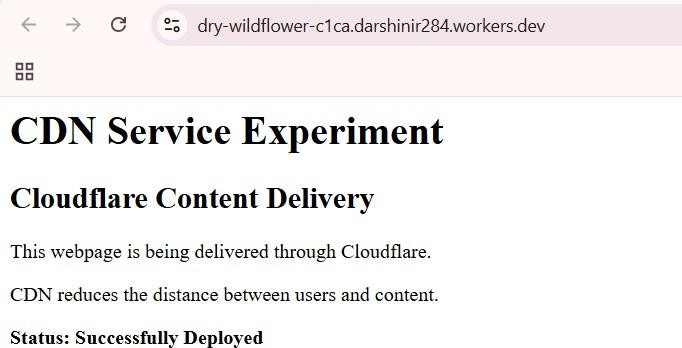 dry-wildflower-c1ca.darshinir284.workers.dev
CDN Service Experiment
Cloudflare Content Delivery
This webpage is being delivered through Cloudflare.
CDN reduces the distance between users and content.
Status: Successfully Deployed